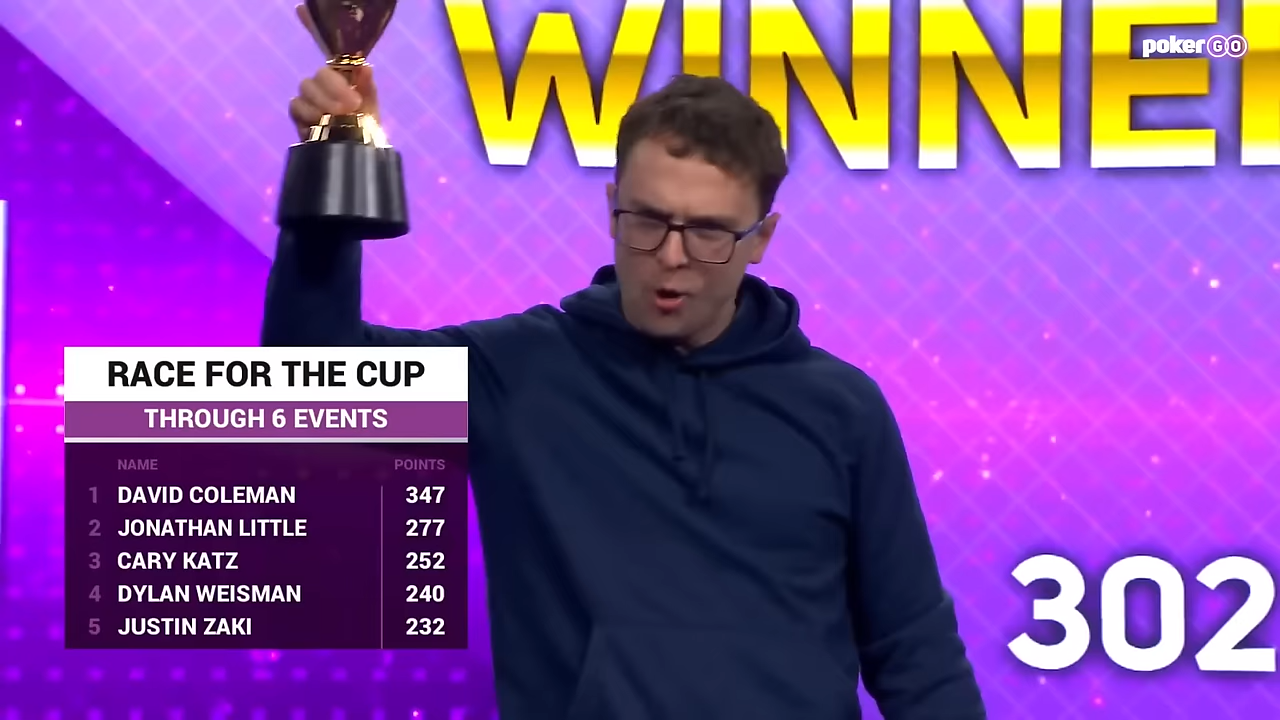 WINNE
pokerGO
RACE FOR THE CUP
THROUGH 6 EVENTS
NAME POINTS
1 DAVID COLEMAN 347
2 JONATHAN LITTLE 277
3 CARY KATZ 252
4 DYLAN WEISMAN 240
5 JUSTIN ZAKI 232
302